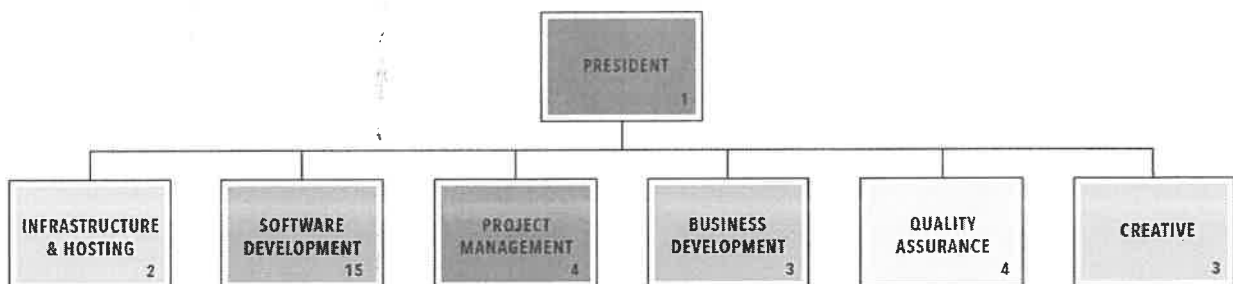 PRESIDENT
1
INFRASTRUCTURE
& HOSTING
2
SOFTWARE
DEVELOPMENT
15
PROJECT
MANAGEMENT
4
BUSINESS
DEVELOPMENT
3
QUALITY
ASSURANCE
4
CREATIVE
3